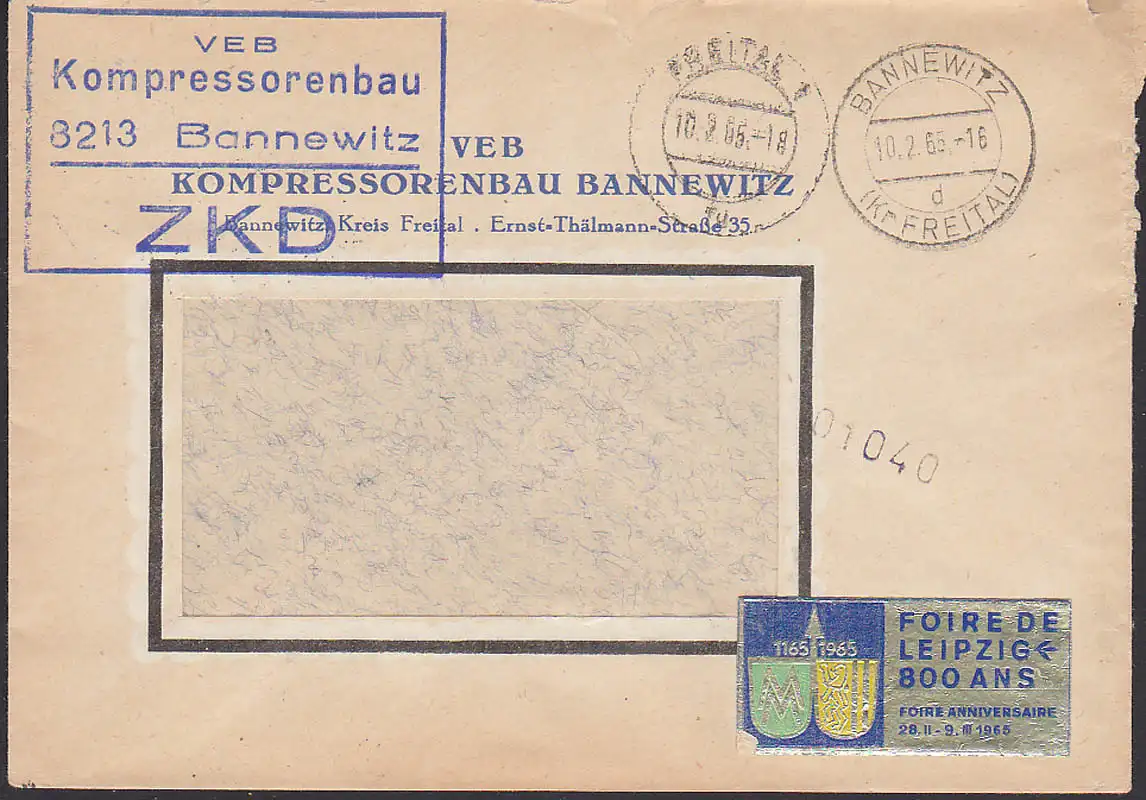 VEB
Kompressorenbau
8213 Bannewitz
ZKD
VEB
KOMPRESSORENBAU BANNEWITZ
Bannewitz, Kreis Freital . Ernst-Thälmann-Straße 35
FREITAL 1
10.2.65.-18
BANNEWITZ
10.2.65.-16
d
(Kr FREITAL)
01040
1165 1965
M
FOIRE DE
LEIPZIG
800 ANS
FOIRE ANNIVERSAIRE
28.II - 9.III 1965